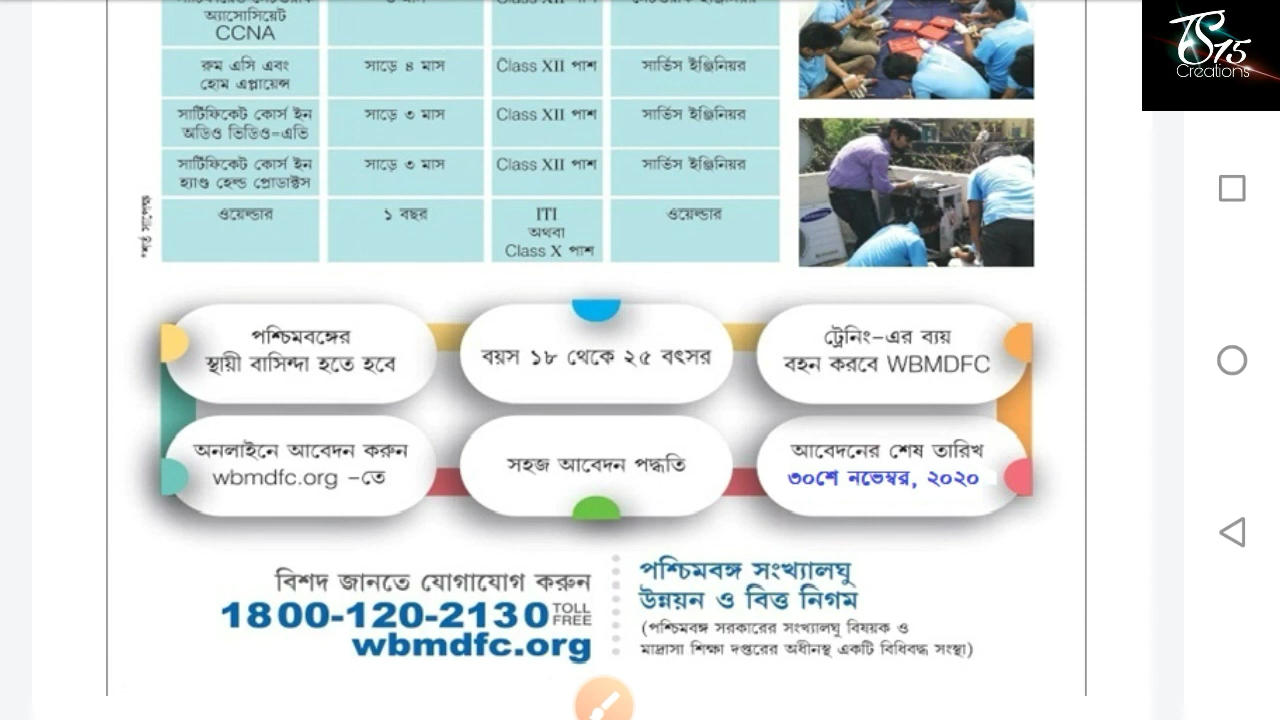 অ্যাসোসিয়েট
CCNA
রুম এসি এবং
হোম এপ্লায়েন্স
সাড়ে ৪ মাস
Class XII পাশ
সার্ভিস ইঞ্জিনিয়র
সার্টিফিকেট কোর্স ইন
অডিও ভিডিও-এভি
সাড়ে ৩ মাস
Class XII পাশ
সার্ভিস ইঞ্জিনিয়র
সার্টিফিকেট কোর্স ইন
হ্যাণ্ড হেল্ড প্রোডাক্টস
সাড়ে ৩ মাস
Class XII পাশ
সার্ভিস ইঞ্জিনিয়র
ওয়েল্ডার
১ বছর
ITI
অথবা
Class X পাশ
ওয়েল্ডার
*শর্ত সাপেক্ষ
TS75
Creations
SAMSUNG
পশ্চিমবঙ্গের
স্থায়ী বাসিন্দা হতে হবে
বয়স ১৮ থেকে ২৫ বৎসর
ট্রেনিং-এর ব্যয়
বহন করবে WBMDFC
অনলাইনে আবেদন করুন
wbmdfc.org -তে
সহজ আবেদন পদ্ধতি
আবেদনের শেষ তারিখ
৩০শে নভেম্বর, ২০২০
বিশদ জানতে যোগাযোগ করুন
1800-120-2130 TOLL FREE
wbmdfc.org
পশ্চিমবঙ্গ সংখ্যালঘু
উন্নয়ন ও বিত্ত নিগম
(পশ্চিমবঙ্গ সরকারের সংখ্যালঘু বিষয়ক ও
মাদ্রাসা শিক্ষা দপ্তরের অধীনস্থ একটি বিধিবদ্ধ সংস্থা)